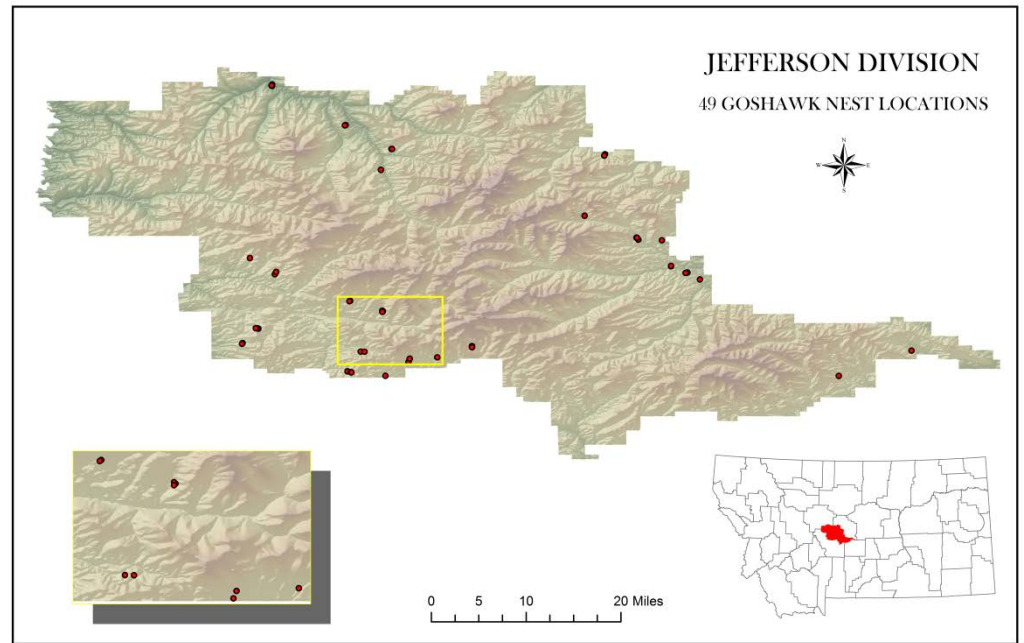 JEFFERSON DIVISION
49 GOSHAWK NEST LOCATIONS
N
W E
S
0 5 10 20 Miles